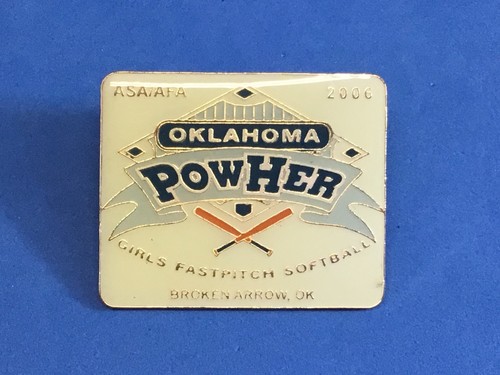 ASA/AFA 2006
OKLAHOMA
POWHER
GIRLS FASTPITCH SOFTBALL
BROKEN ARROW, OK